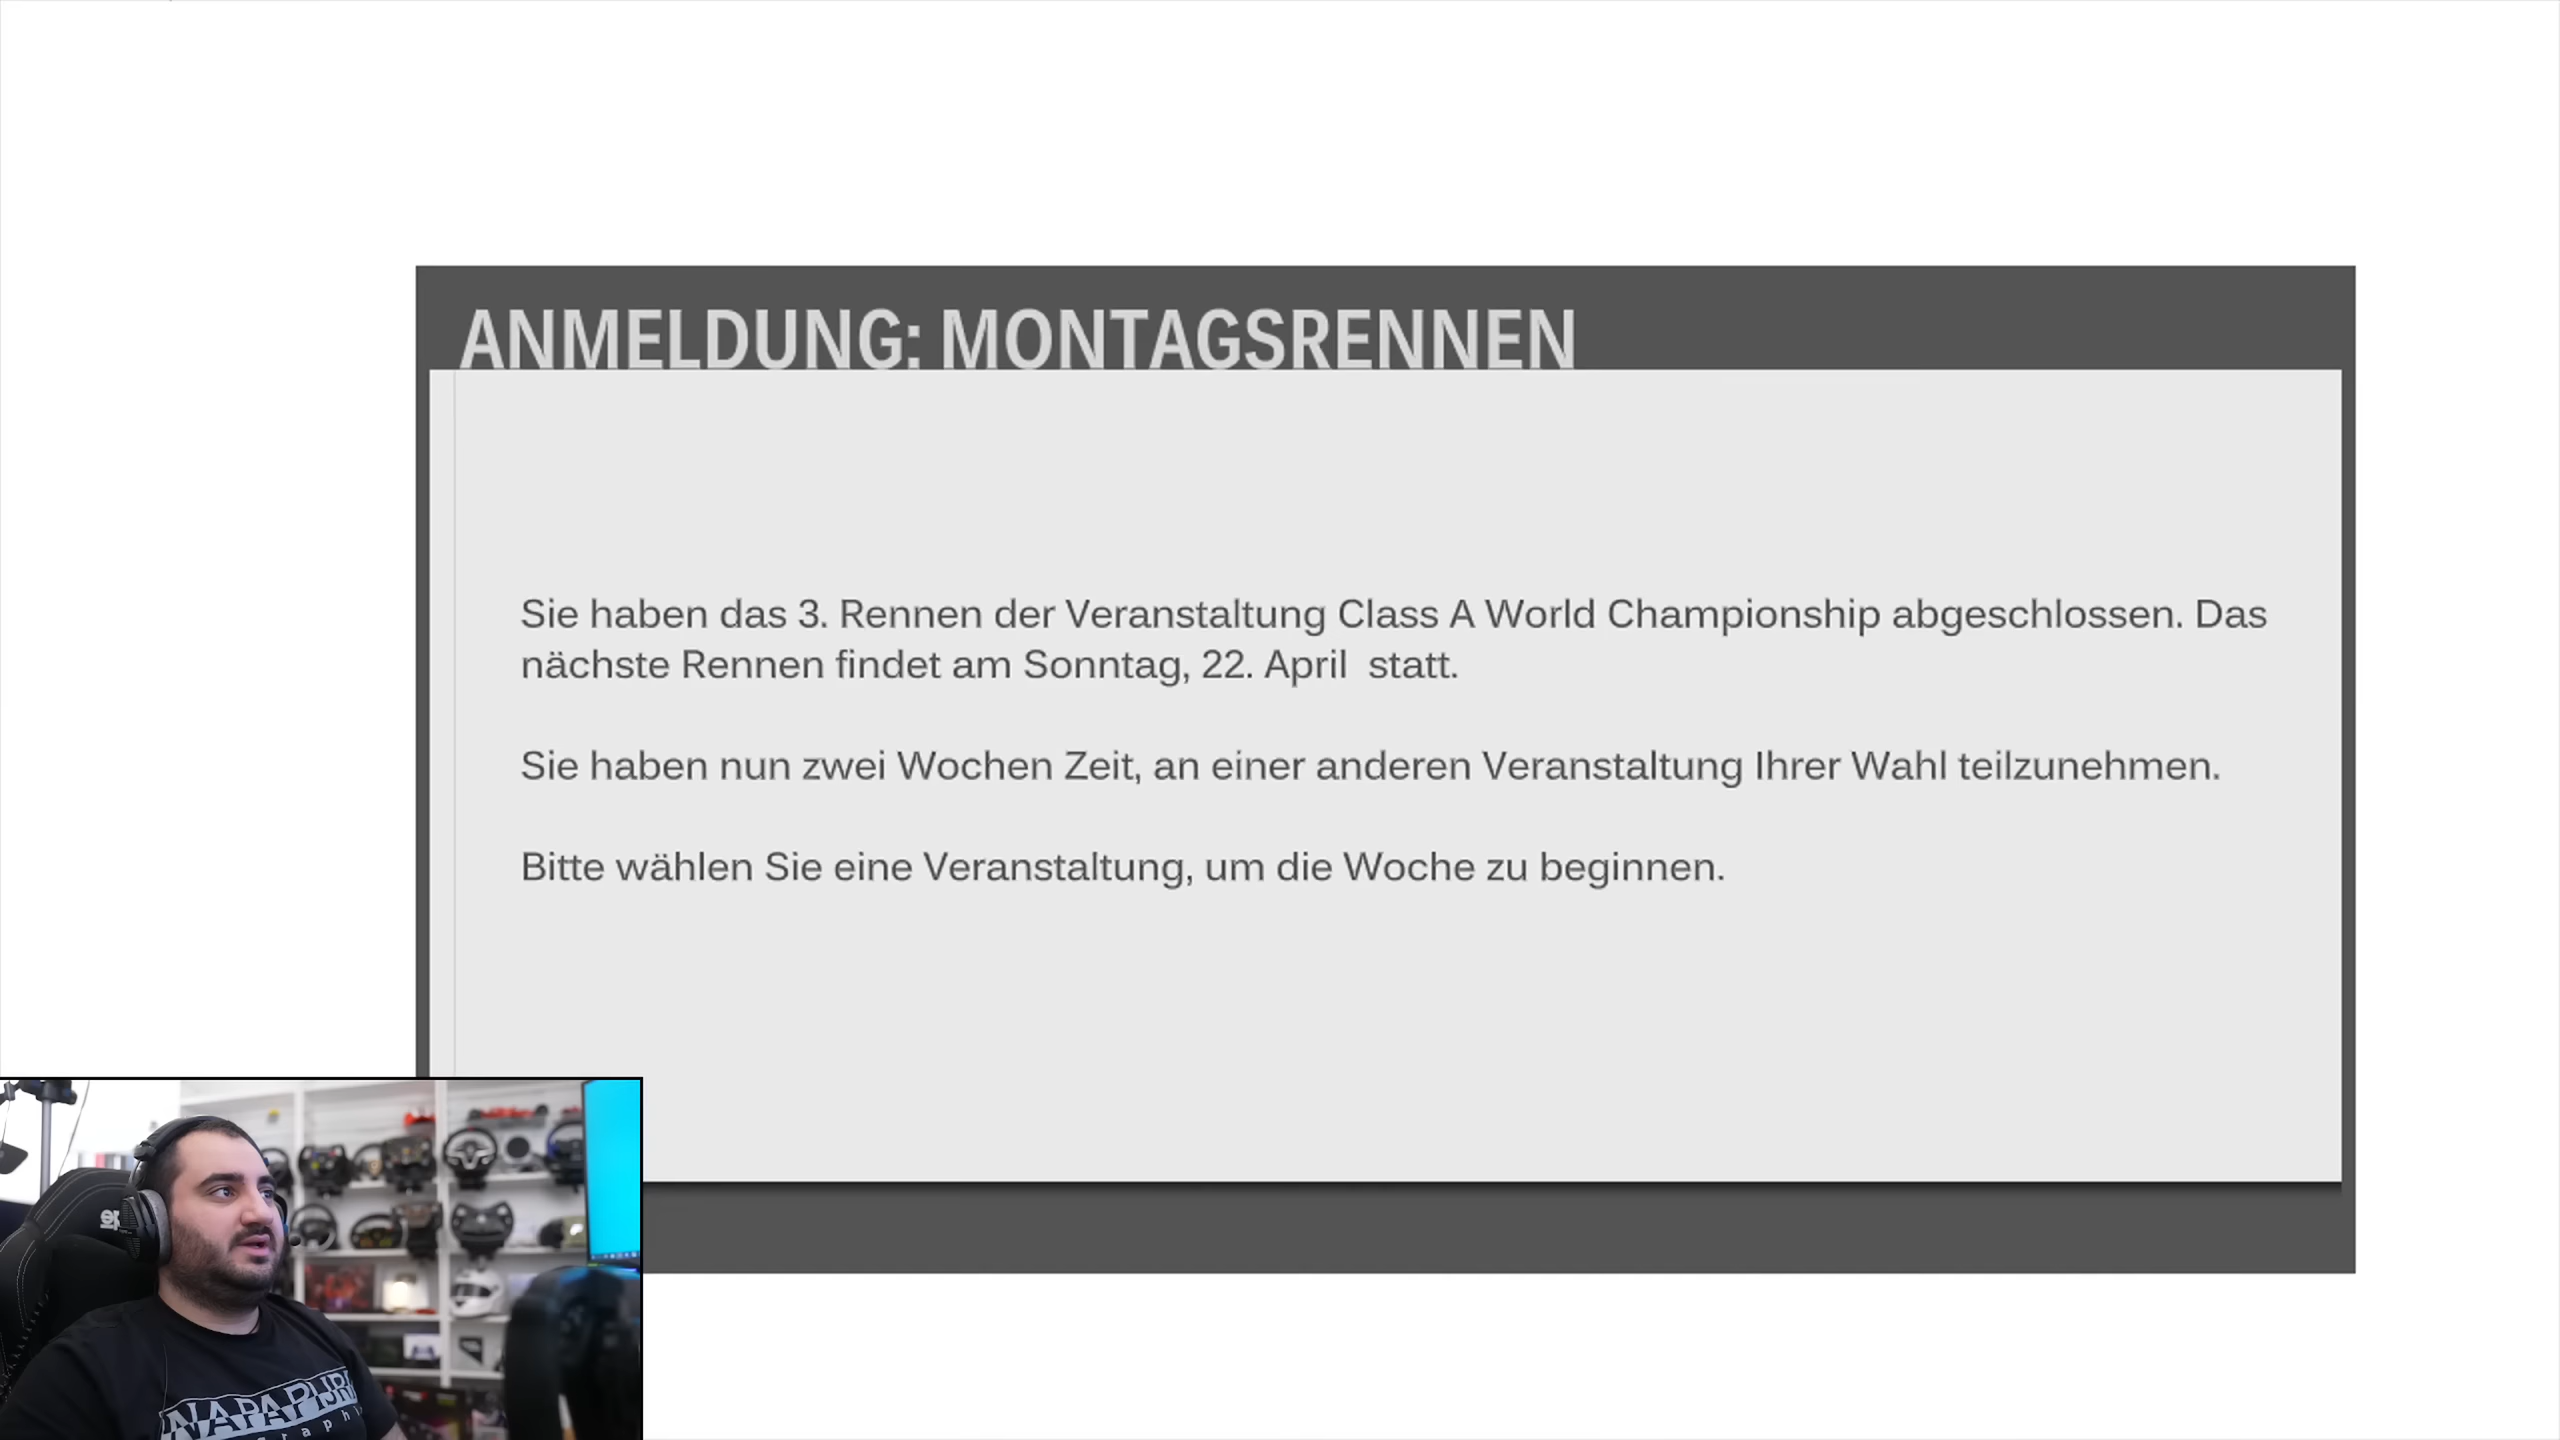 ANMELDUNG: MONTAGSRENNEN
Sie haben das 3. Rennen der Veranstaltung Class A World Championship abgeschlossen. Das
nächste Rennen findet am Sonntag, 22. April  statt.
Sie haben nun zwei Wochen Zeit, an einer anderen Veranstaltung Ihrer Wahl teilzunehmen.
Bitte wählen Sie eine Veranstaltung, um die Woche zu beginnen.
NAPAPIJRI